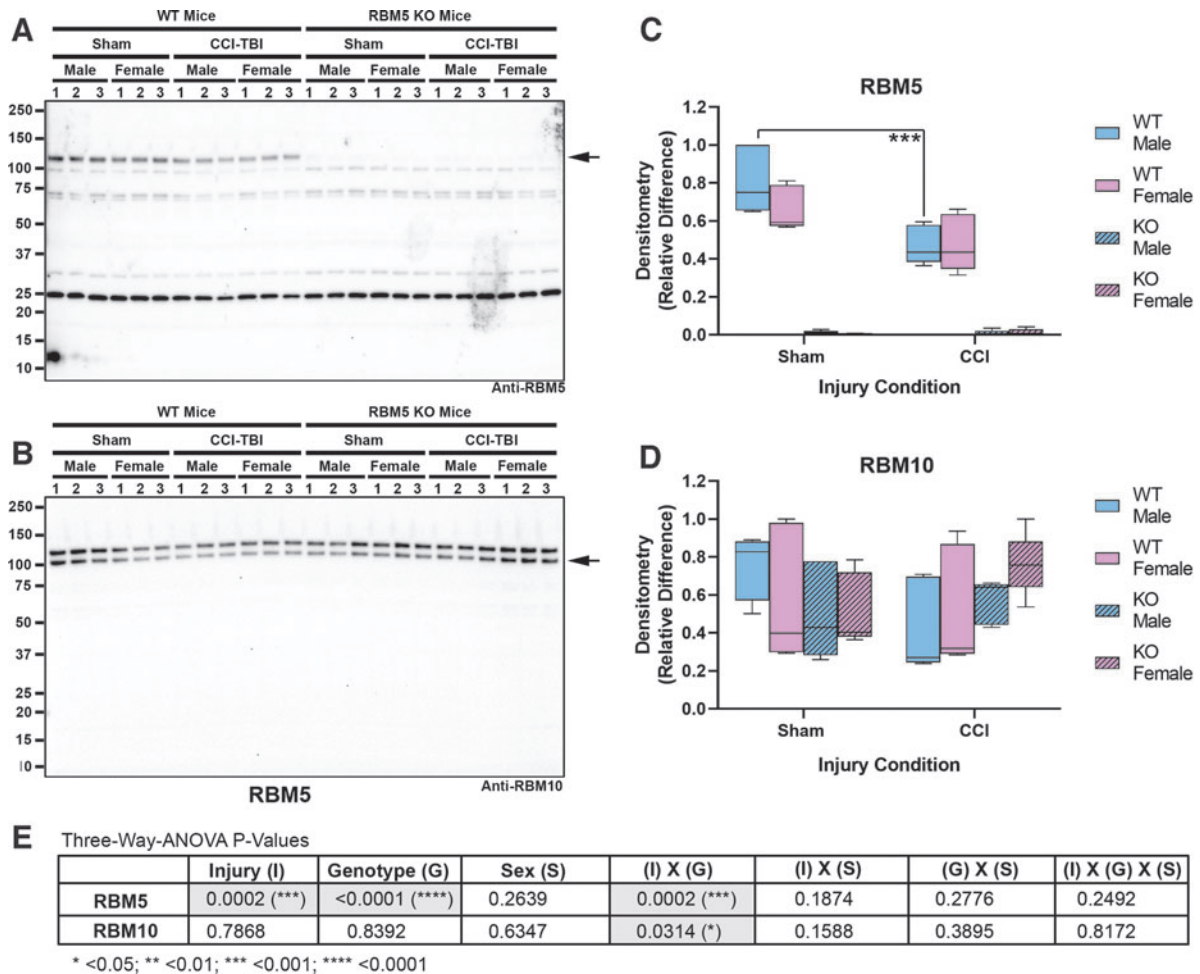 A
WT Mice RBM5 KO Mice
Sham CCI-TBI Sham CCI-TBI
Male Female Male Female Male Female Male Female
1 2 3 1 2 3 1 2 3 1 2 3 1 2 3 1 2 3 1 2 3 1 2 3
250
150
100
75
50
37
25
20
15
10
Anti-RBM5
B
WT Mice RBM5 KO Mice
Sham CCI-TBI Sham CCI-TBI
Male Female Male Female Male Female Male Female
1 2 3 1 2 3 1 2 3 1 2 3 1 2 3 1 2 3 1 2 3 1 2 3
250
150
100
75
50
37
25
20
15
10
Anti-RBM10
RBM5
C
RBM5
Densitometry
(Relative Difference)
1.2
1.0
0.8
0.6
0.4
0.2
0.0
***
Sham CCI
Injury Condition
WT
Male
WT
Female
KO
Male
KO
Female
D
RBM10
Densitometry
(Relative Difference)
1.2
1.0
0.8
0.6
0.4
0.2
0.0
Sham CCI
Injury Condition
WT
Male
WT
Female
KO
Male
KO
Female
E Three-Way-ANOVA P-Values
Injury (I) Genotype (G) Sex (S) (I) X (G) (I) X (S) (G) X (S) (I) X (G) X (S)
RBM5 0.0002 (***) <0.0001 (****) 0.2639 0.0002 (***) 0.1874 0.2776 0.2492
RBM10 0.7868 0.8392 0.6347 0.0314 (*) 0.1588 0.3895 0.8172
* <0.05; ** <0.01; *** <0.001; **** <0.0001